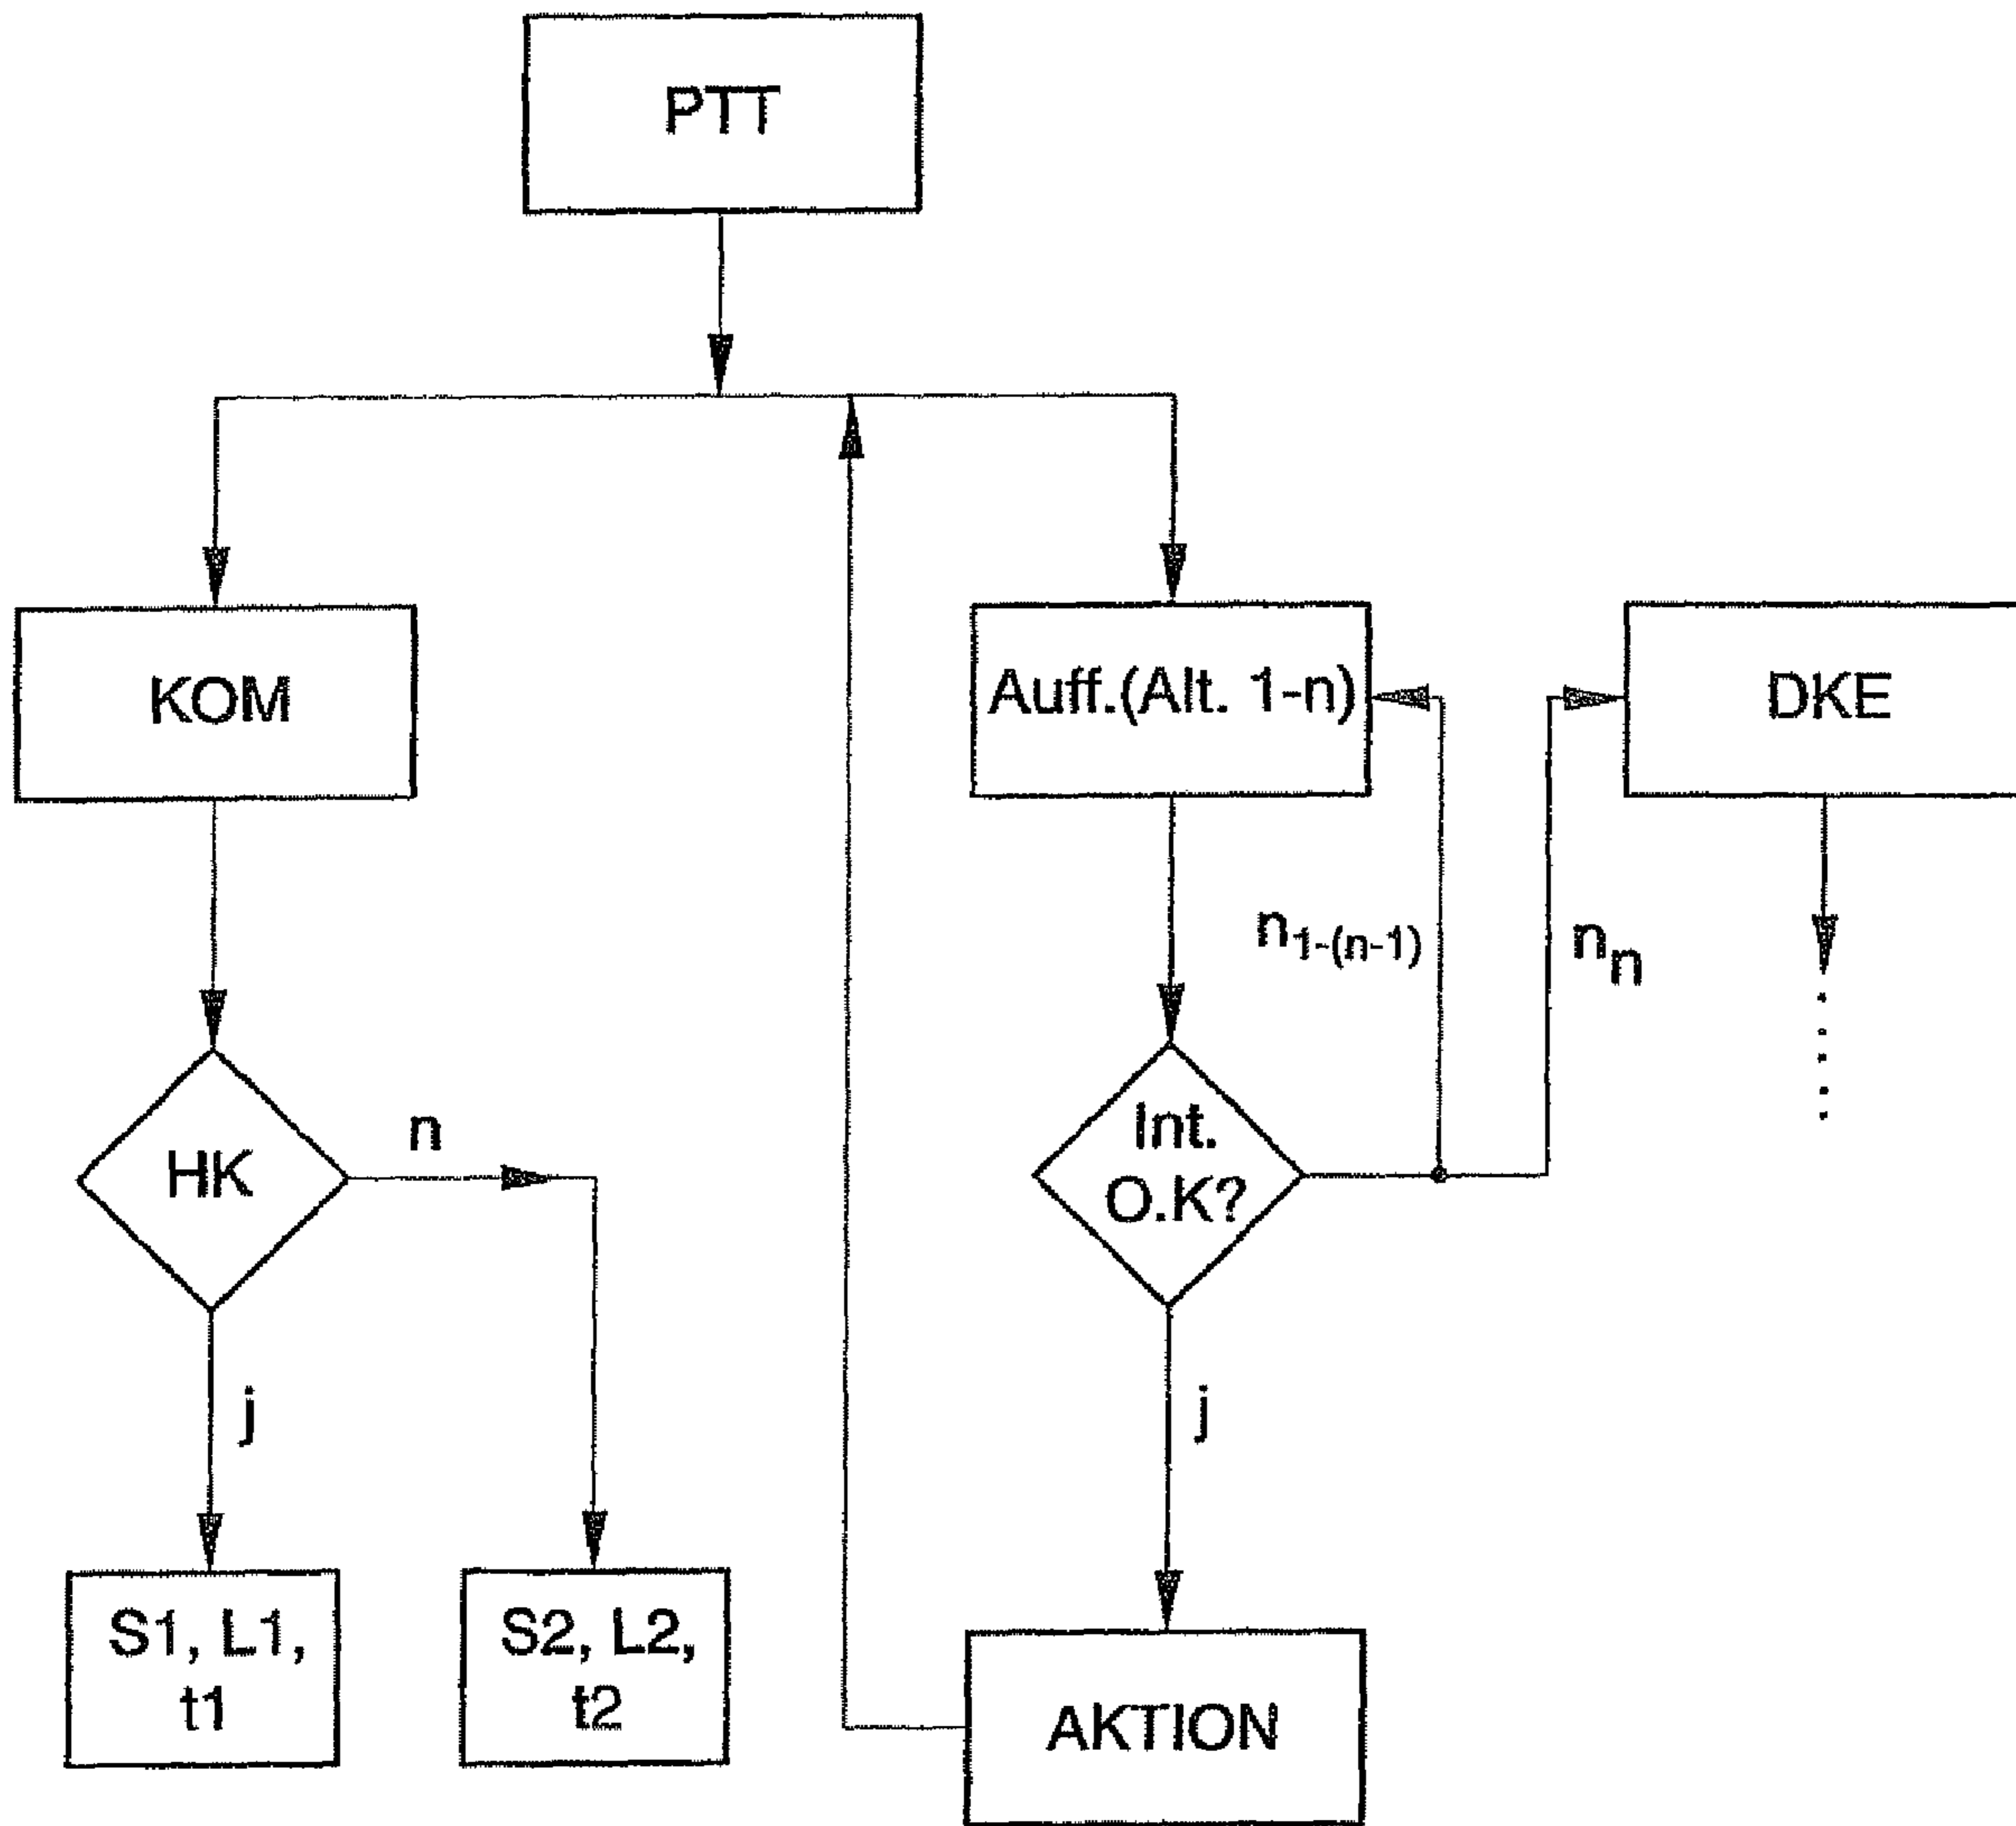 PTT
KOM
Auff.(Alt. 1-n)
DKE
n1-(n-1)
nn
HK
n
Int.
O.K?
j
j
S1, L1,
t1
S2, L2,
t2
AKTION